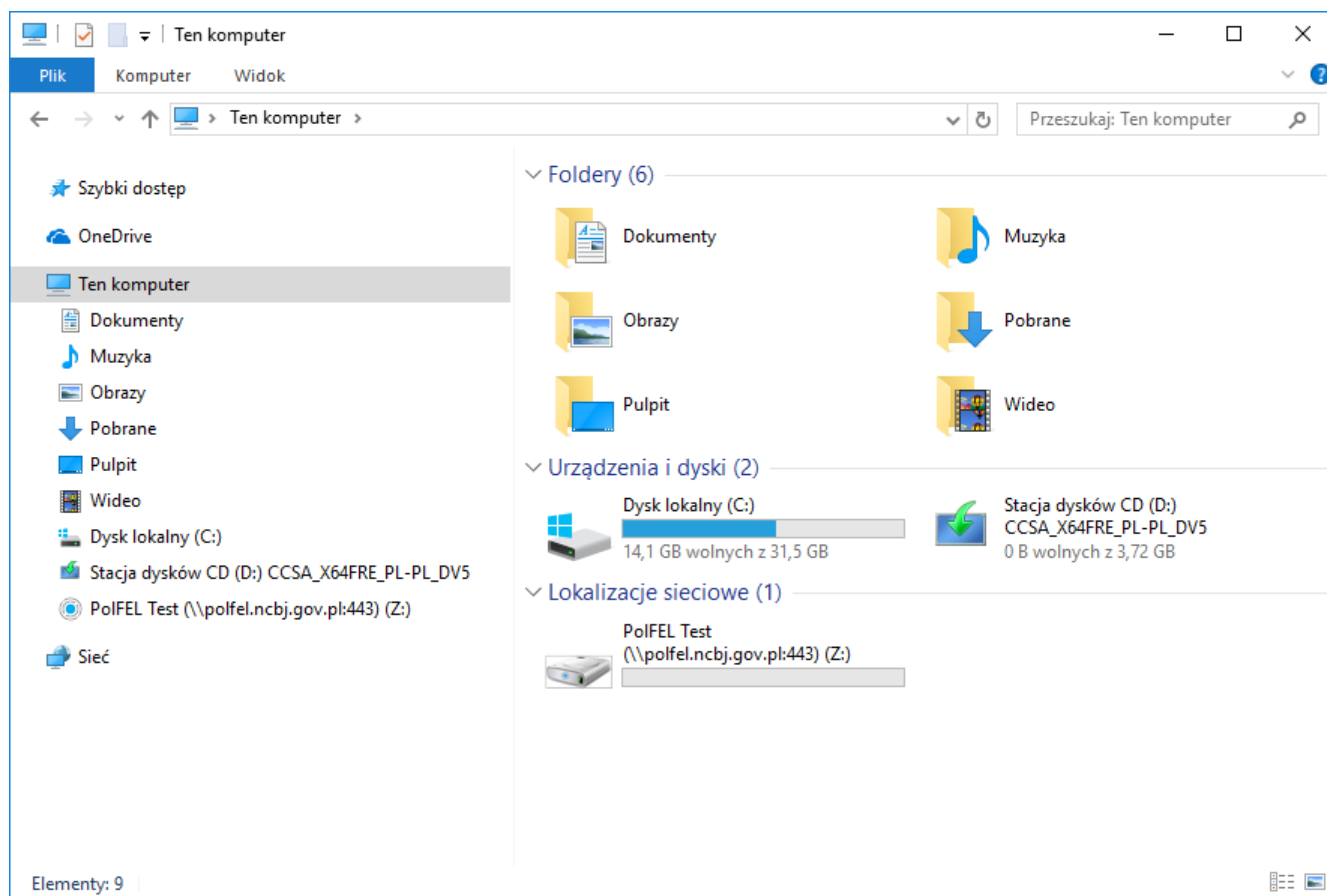 Ten komputer
Plik Komputer Widok
Ten komputer
Przeszukaj: Ten komputer
Szybki dostęp
OneDrive
Ten komputer
Dokumenty
Muzyka
Obrazy
Pobrane
Pulpit
Wideo
Dysk lokalny (C:)
Stacja dysków CD (D:) CCSA_X64FRE_PL-PL_DV5
PolFEL Test (\\polfel.ncbj.gov.pl:443) (Z:)
Sieć
Foldery (6)
Dokumenty
Muzyka
Obrazy
Pobrane
Pulpit
Wideo
Urządzenia i dyski (2)
Dysk lokalny (C:)
14,1 GB wolnych z 31,5 GB
Stacja dysków CD (D:)
CCSA_X64FRE_PL-PL_DV5
0 B wolnych z 3,72 GB
Lokalizacje sieciowe (1)
PolFEL Test
(\\polfel.ncbj.gov.pl:443) (Z:)
Elementy: 9